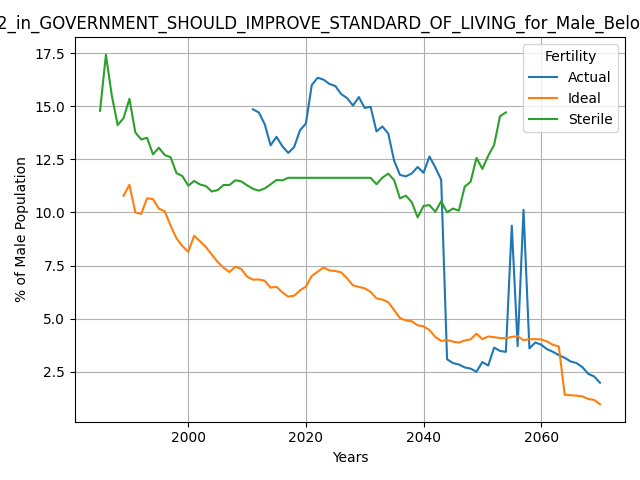 2_in_GOVERNMENT_SHOULD_IMPROVE_STANDARD_OF_LIVING_for_Male_Belo
Fertility
Actual
Ideal
Sterile
17.5
15.0
12.5
10.0
7.5
5.0
2.5
% of Male Population
2000
2020
2040
2060
Years